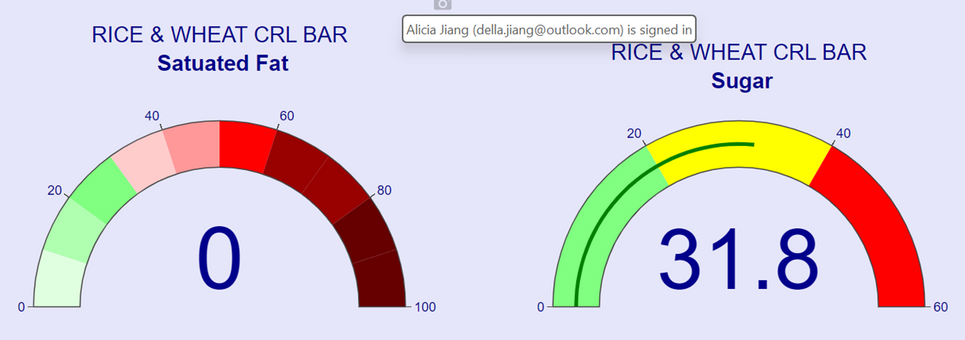 RICE & WHEAT CRL BAR
Satuated Fat
0
20
40
60
80
100
0
Alicia Jiang (della.jiang@outlook.com) is signed in
RICE & WHEAT CRL BAR
Sugar
0
20
40
60
31.8